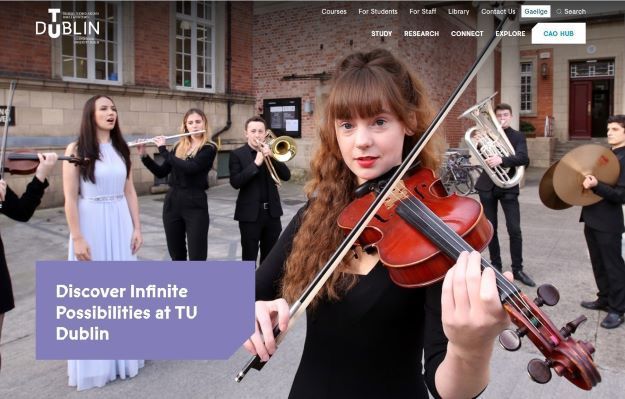 Courses For Students For Staff Library Contact Us Gaeilge Search
DUBLIN
STUDY RESEARCH CONNECT EXPLORE CAO HUB
Discover Infinite
Possibilities at TU
Dublin